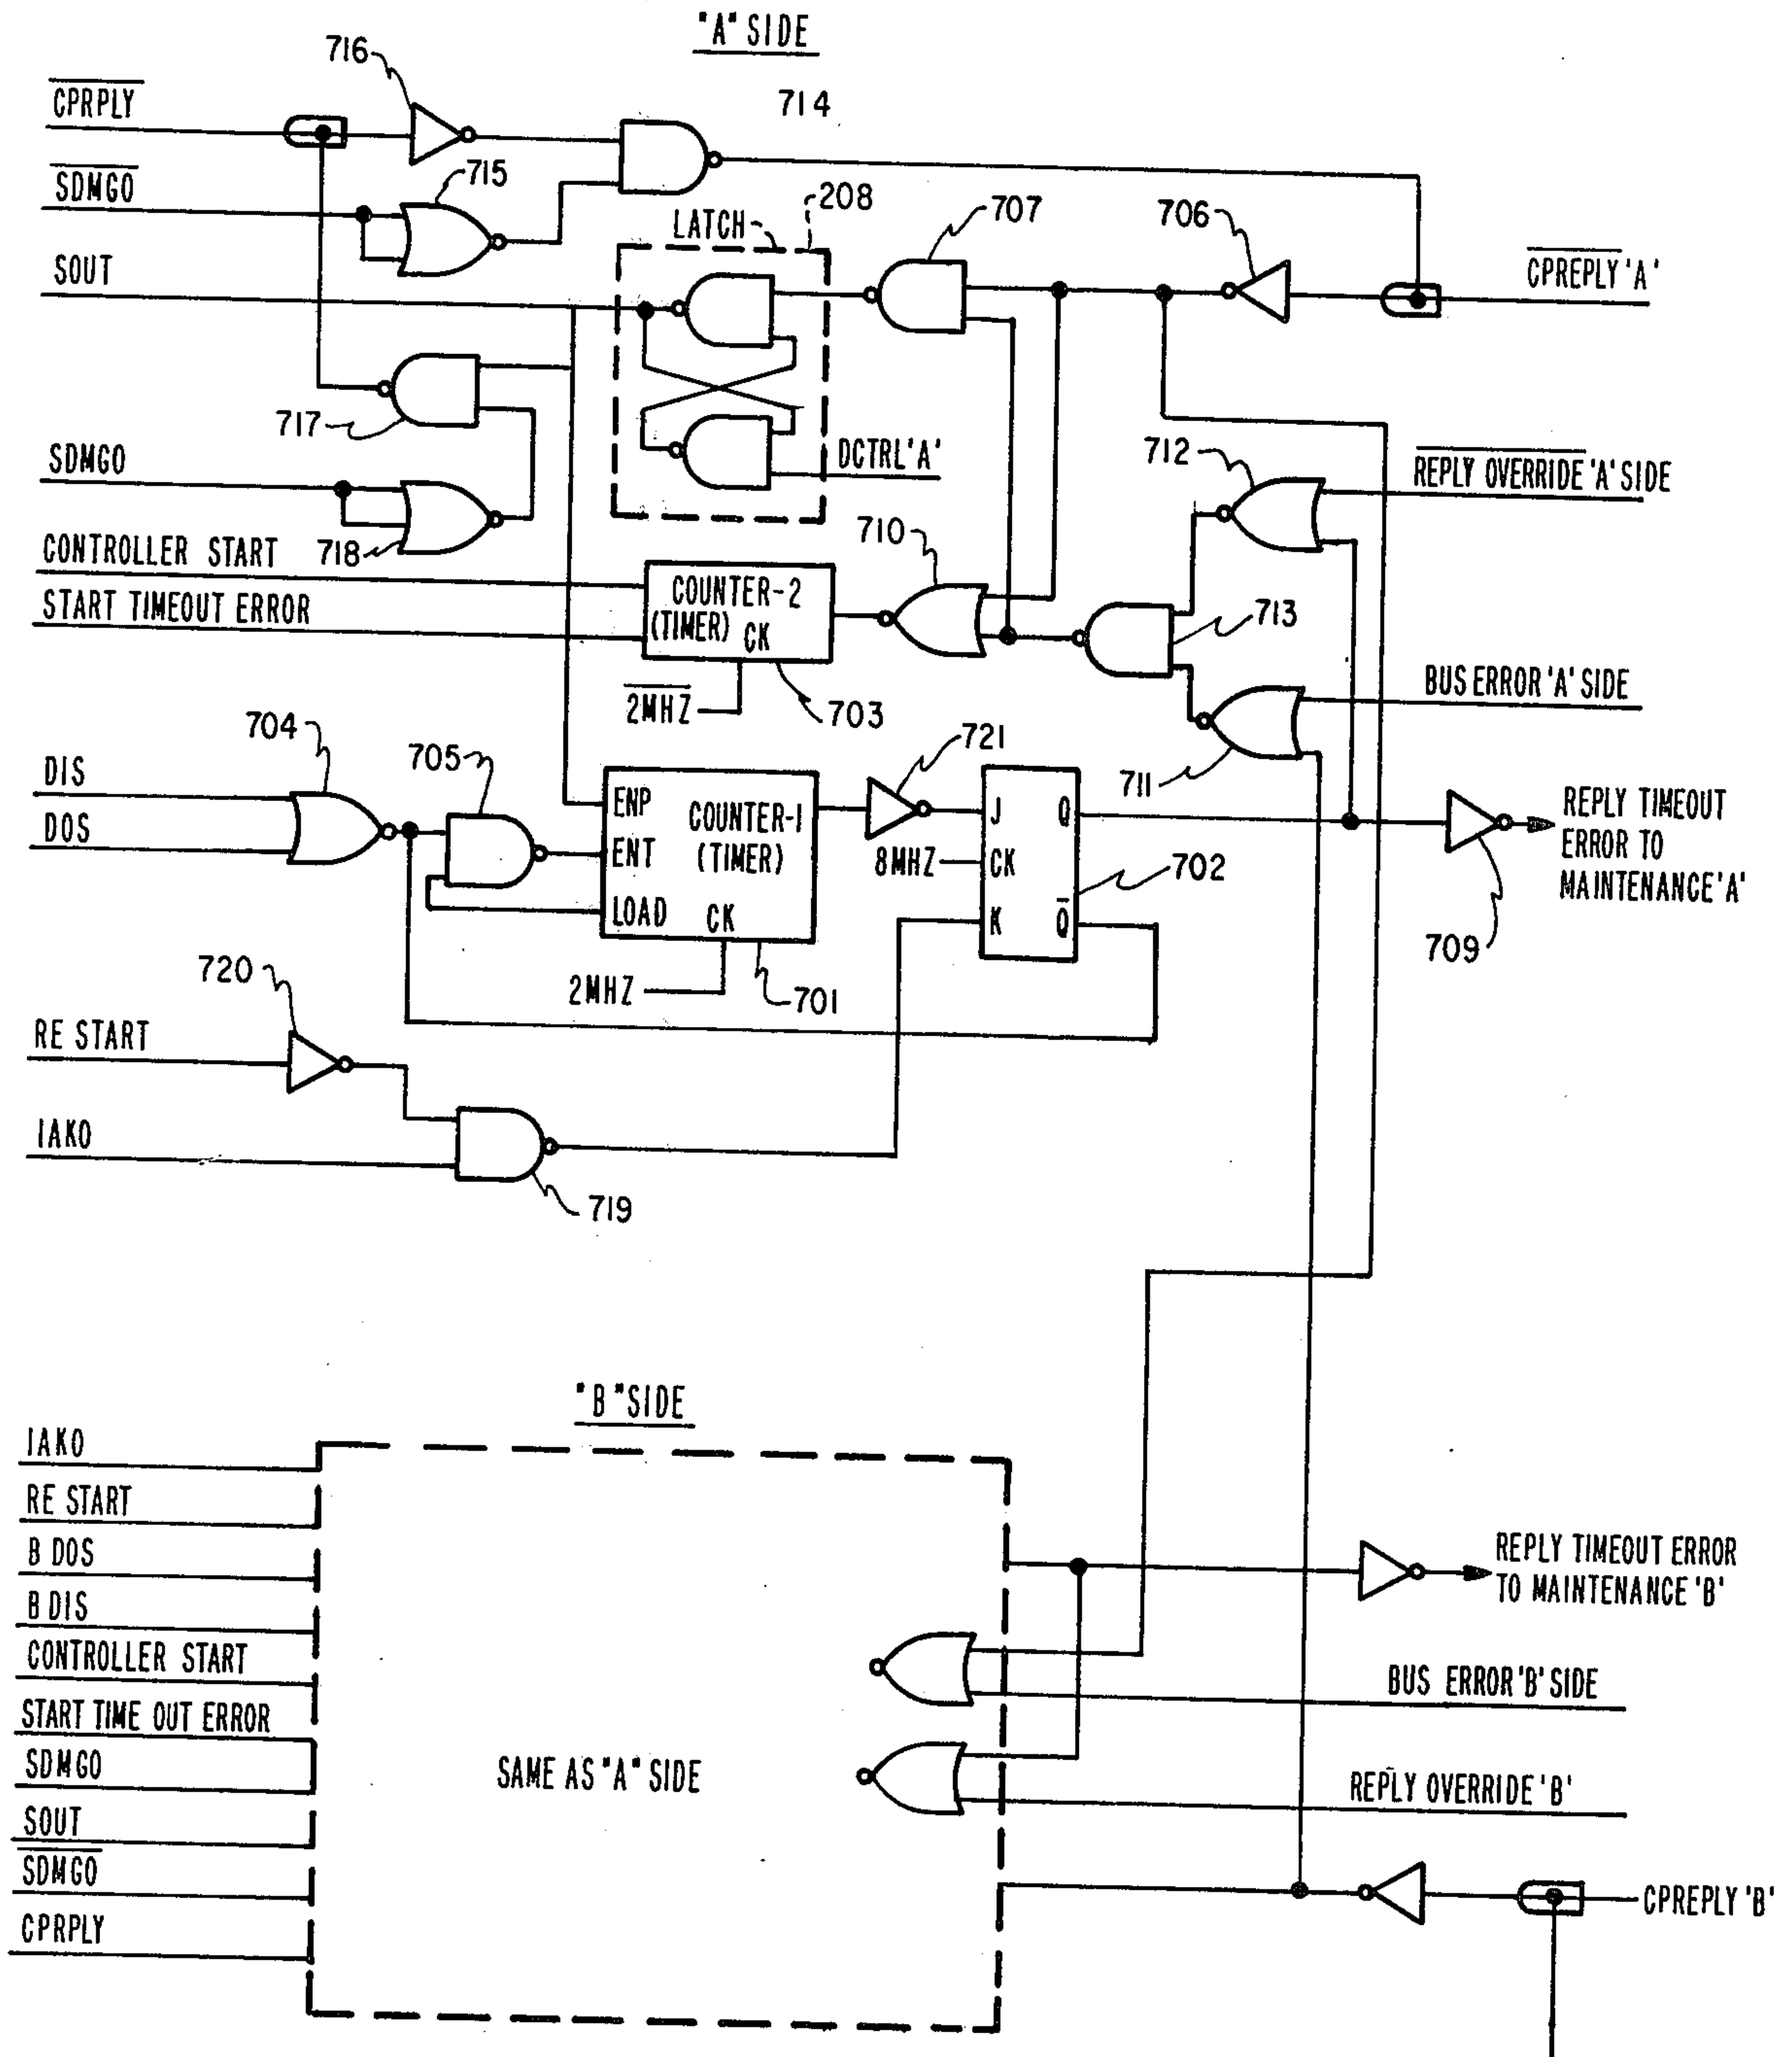 "A" SIDE
716
714
CPRPLY
715
SDMGO
208
707
706
LATCH
CPREPLY 'A'
SOUT
717
712
REPLY OVERRIDE 'A' SIDE
DCTRL 'A'
SDMGO
718
710
CONTROLLER START
COUNTER-2
(TIMER) CK
START TIMEOUT ERROR
713
BUS ERROR 'A' SIDE
2MHZ
703
704
705
721
711
DIS
DOS
ENP
COUNTER-1
(TIMER)
ENT
LOAD
CK
J
Q
8MHZ
CK
702
K
Q
REPLY TIMEOUT
ERROR TO
MAINTENANCE 'A'
709
2MHZ
701
720
RE START
IAKO
719
"B" SIDE
IAKO
RE START
B DOS
B DIS
CONTROLLER START
START TIME OUT ERROR
SDMGO
SOUT
SDMGO
CPRPLY
SAME AS "A" SIDE
REPLY TIMEOUT ERROR
TO MAINTENANCE 'B'
BUS ERROR 'B' SIDE
REPLY OVERRIDE 'B'
CPREPLY 'B'